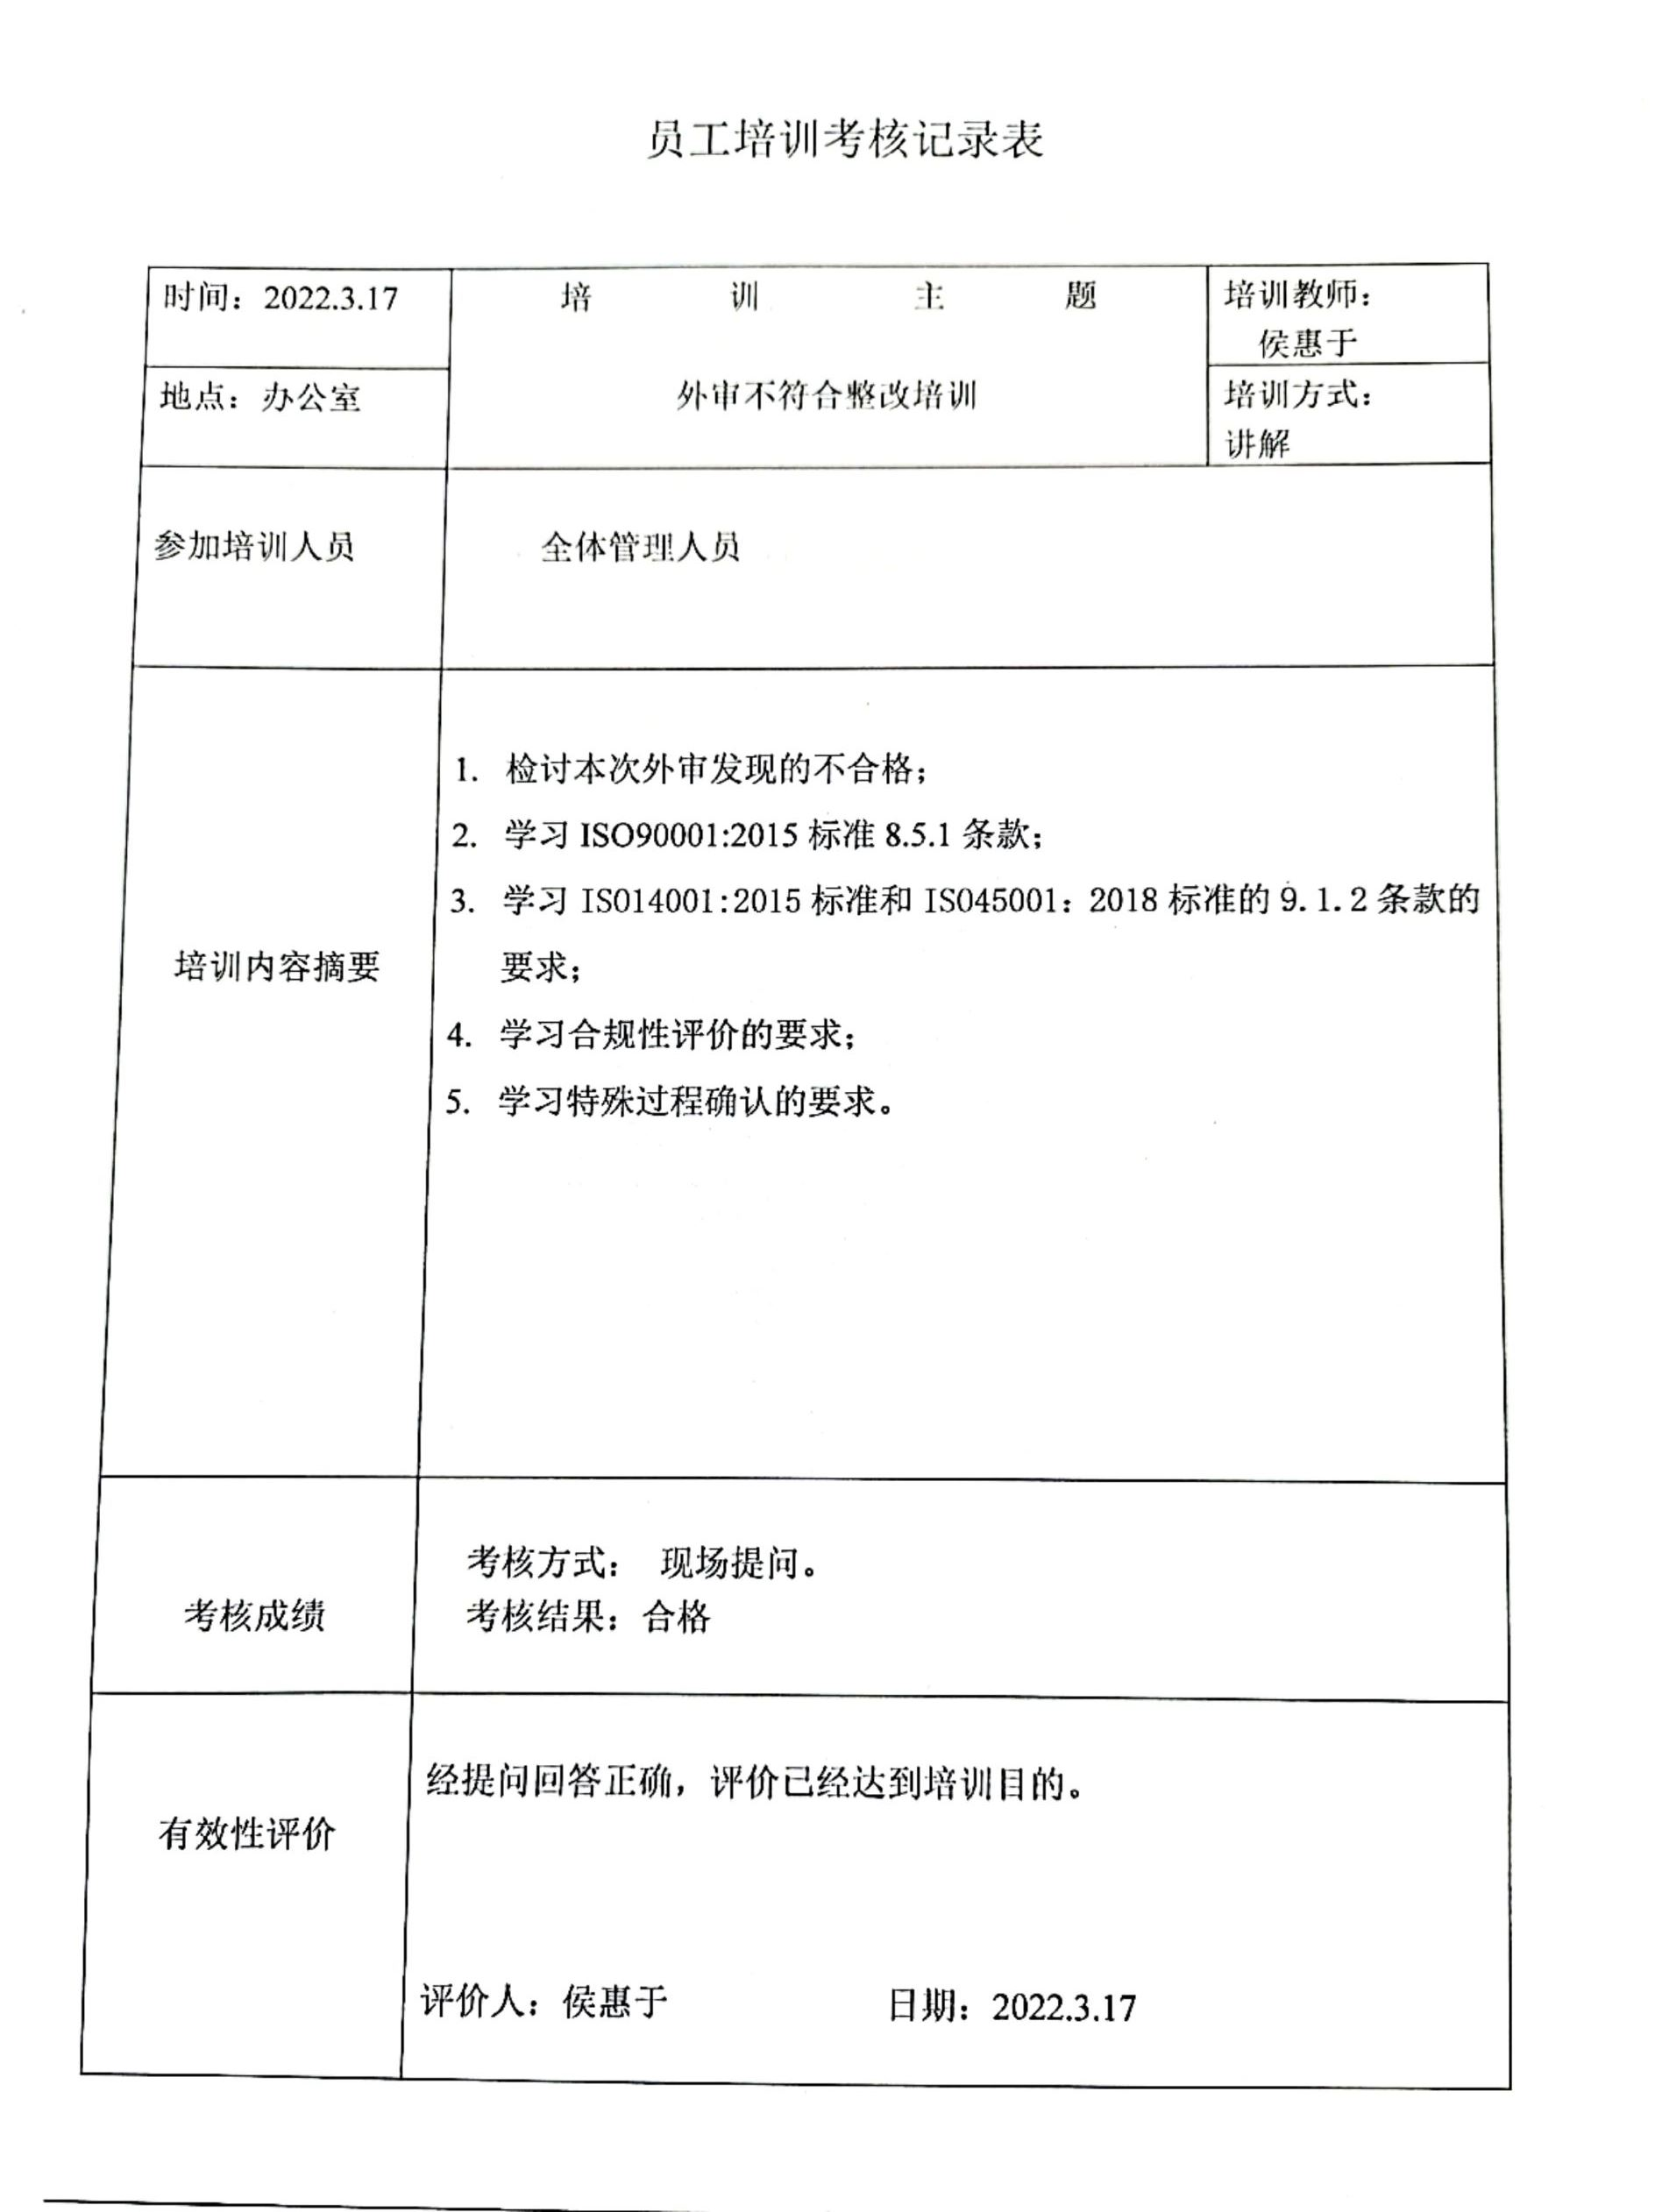 员工培训考核记录表
时间：2022.3.17
培 训 主 题
培训教师：
侯惠于
地点：办公室
外审不符合整改培训
培训方式：
讲解
参加培训人员
全体管理人员
培训内容摘要
1. 检讨本次外审发现的不合格；
2. 学习 ISO90001:2015 标准 8.5.1 条款；
3. 学习 ISO14001:2015 标准和 ISO45001：2018 标准的 9.1.2 条款的
要求；
4. 学习合规性评价的要求；
5. 学习特殊过程确认的要求。
考核成绩
考核方式： 现场提问。
考核结果：合格
有效性评价
经提问回答正确，评价已经达到培训目的。
评价人：侯惠于 日期：2022.3.17